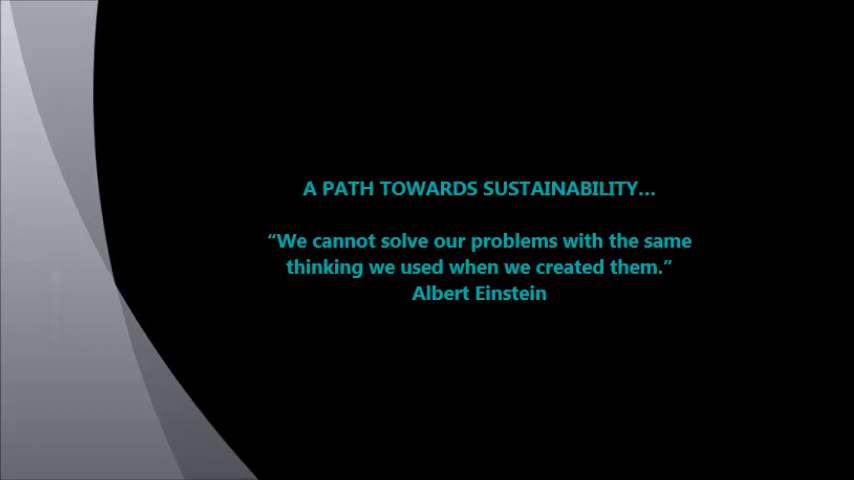 A PATH TOWARDS SUSTAINABILITY...
“We cannot solve our problems with the same
thinking we used when we created them.”
Albert Einstein